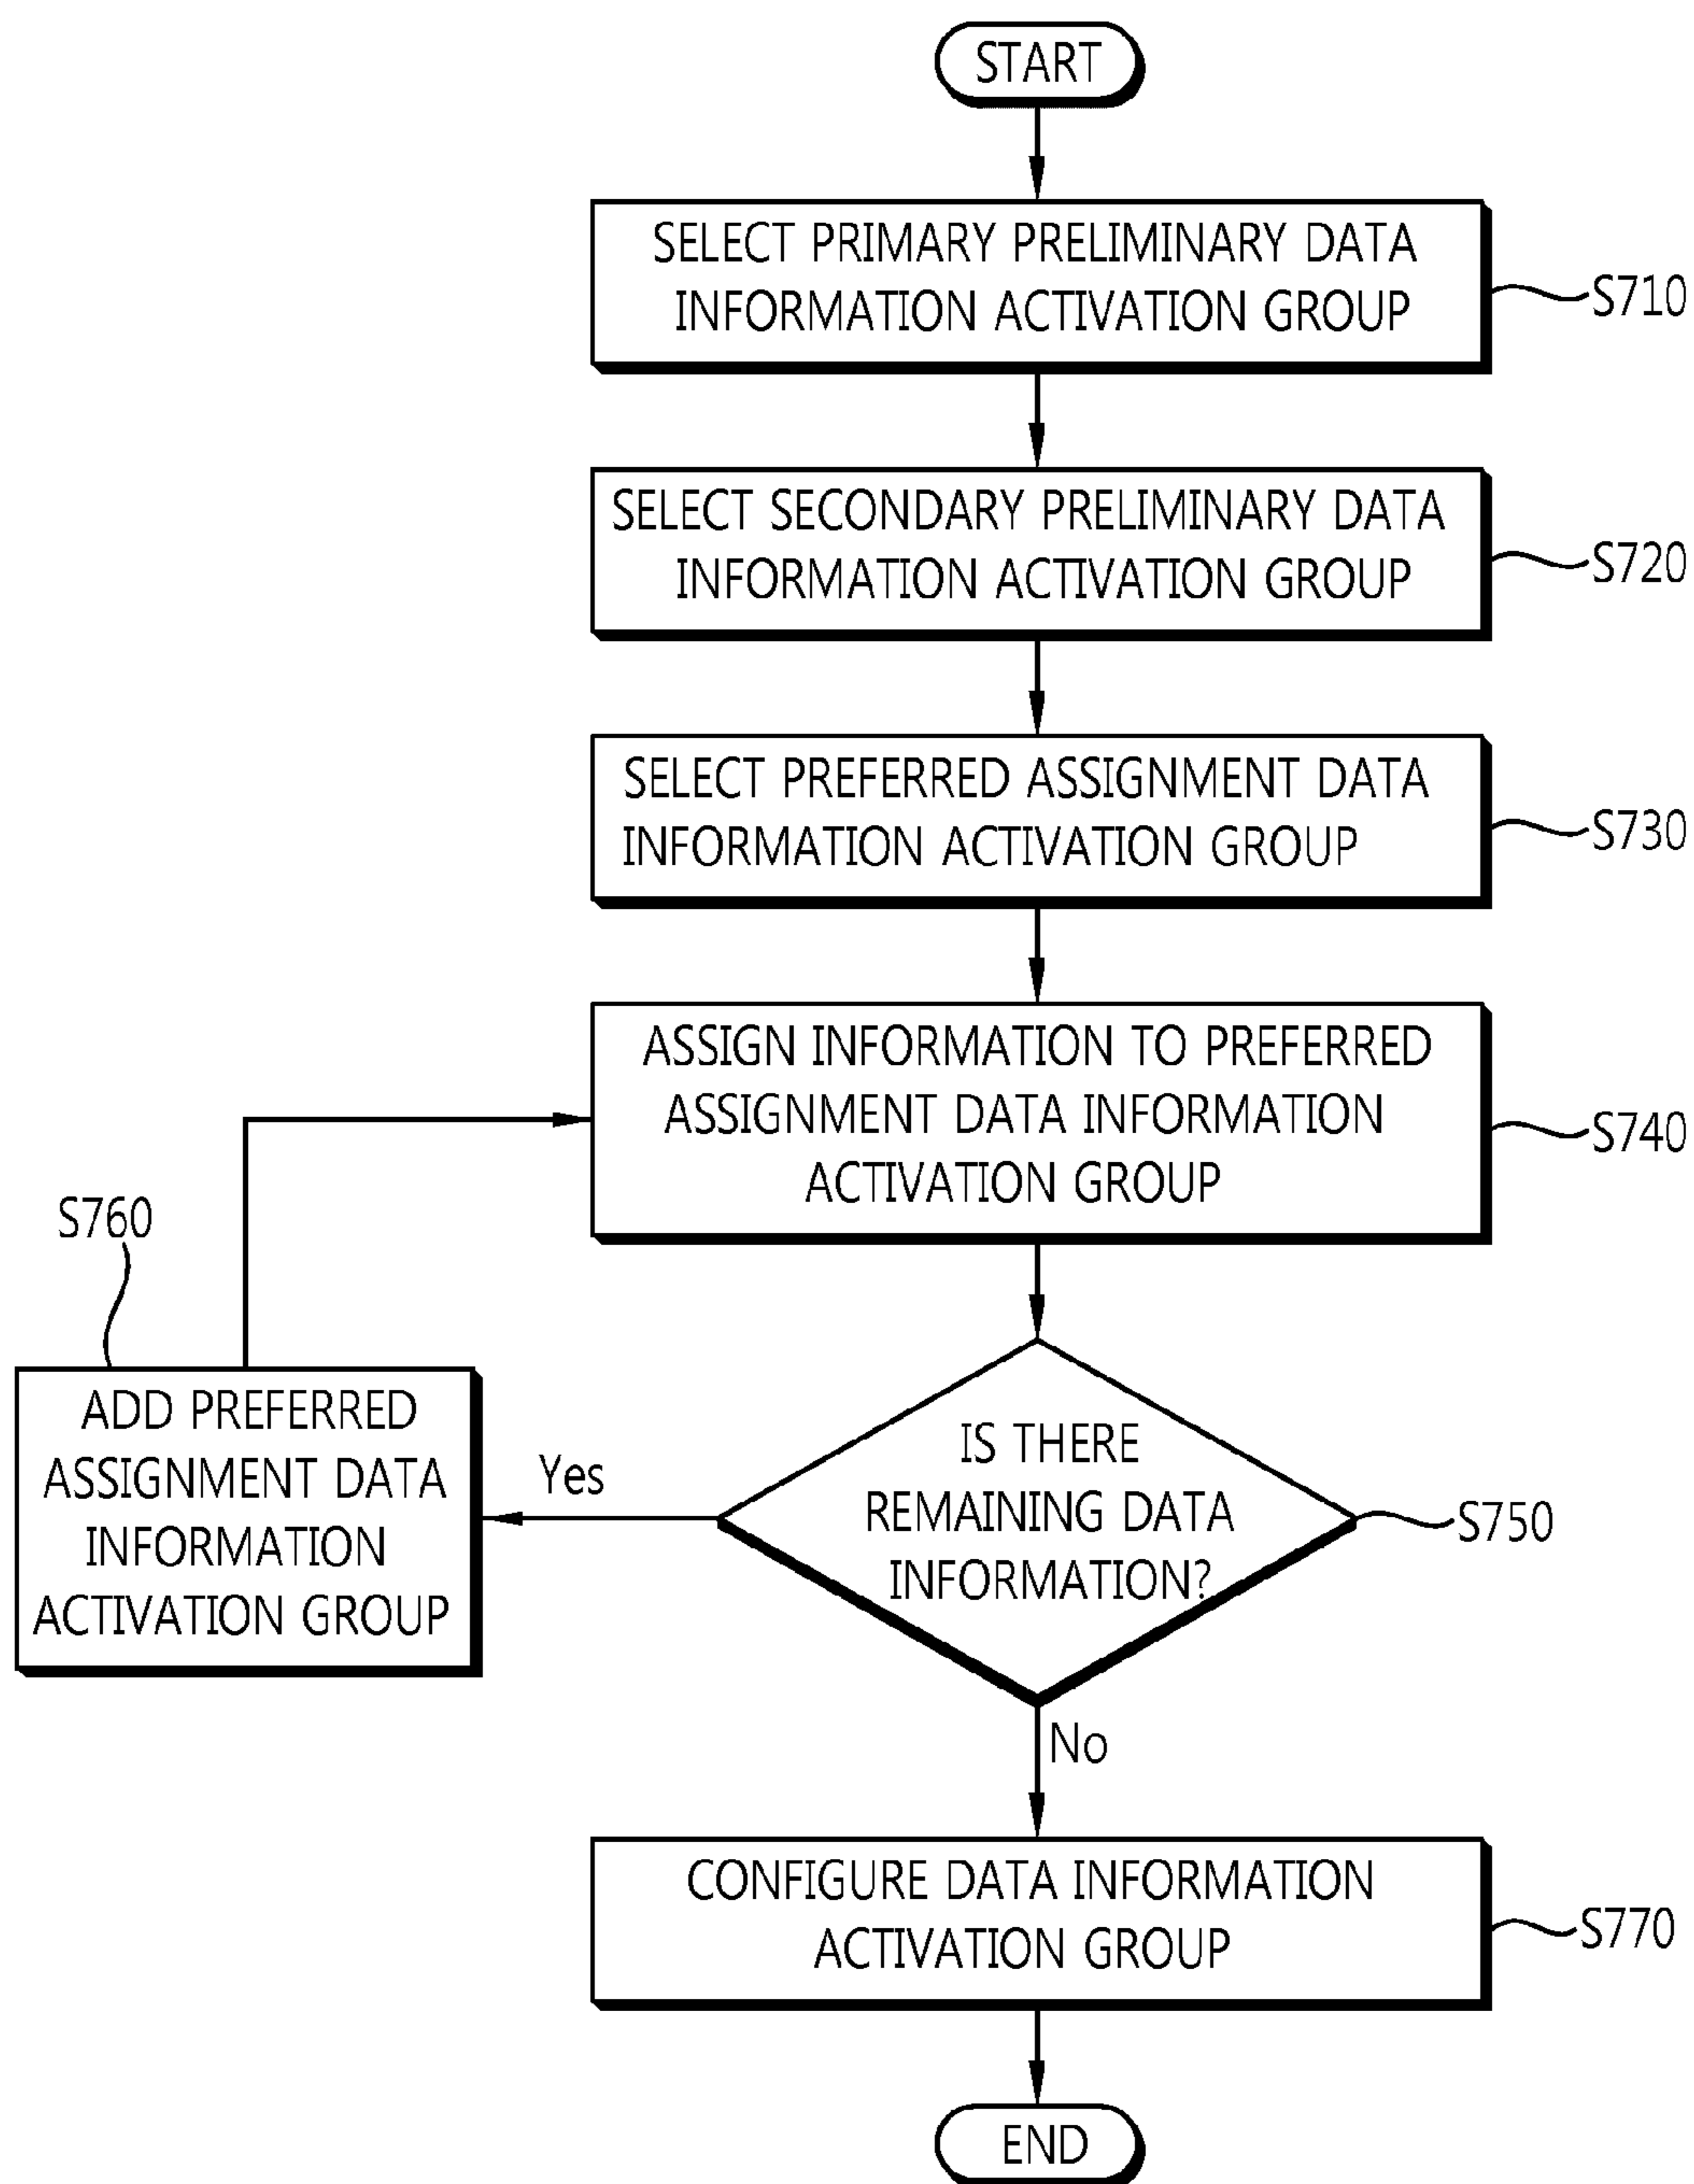 START
SELECT PRIMARY PRELIMINARY DATA
INFORMATION ACTIVATION GROUP
S710
SELECT SECONDARY PRELIMINARY DATA
INFORMATION ACTIVATION GROUP
S720
SELECT PREFERRED ASSIGNMENT DATA
INFORMATION ACTIVATION GROUP
S730
ASSIGN INFORMATION TO PREFERRED
ASSIGNMENT DATA INFORMATION
ACTIVATION GROUP
S740
S760
ADD PREFERRED
ASSIGNMENT DATA
INFORMATION
ACTIVATION GROUP
Yes
IS THERE
REMAINING DATA
INFORMATION?
S750
No
CONFIGURE DATA INFORMATION
ACTIVATION GROUP
S770
END